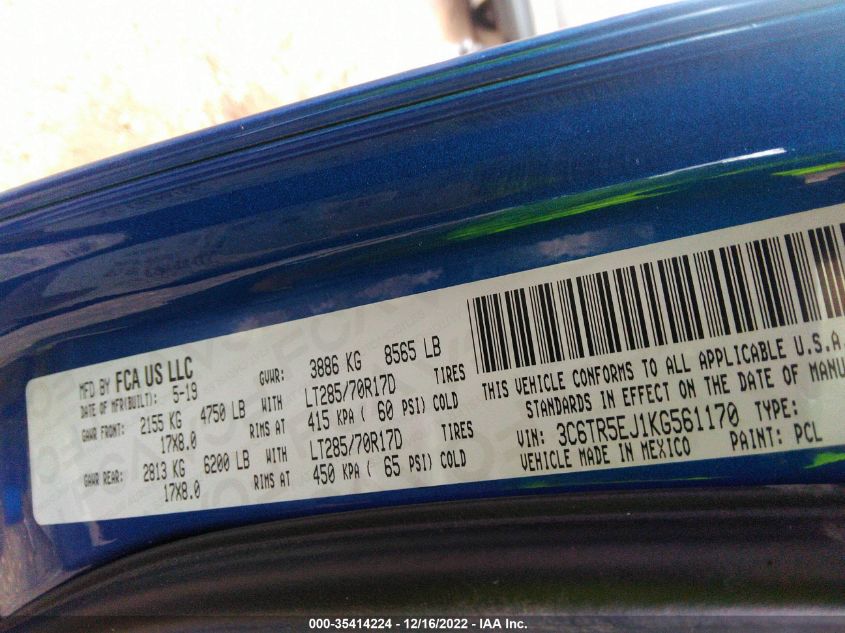 MFD BY FCA US LLC
DATE OF MFR(BUILT): 5-19 GVWR: 3886 KG 8565 LB
GAWR FRONT: 2155 KG 4750 LB WITH LT285/70R17D TIRES
17X8.0 RIMS AT 415 KPA ( 60 PSI) COLD
GAWR REAR: 2813 KG 6200 LB WITH LT285/70R17D TIRES
17X8.0 RIMS AT 450 KPA ( 65 PSI) COLD
THIS VEHICLE CONFORMS TO ALL APPLICABLE U.S.A
STANDARDS IN EFFECT ON THE DATE OF MANU
VIN: 3C6TR5EJ1KG561170 TYPE:
VEHICLE MADE IN MEXICO PAINT: PCL
000-35414224 - 12/16/2022 - IAA Inc.